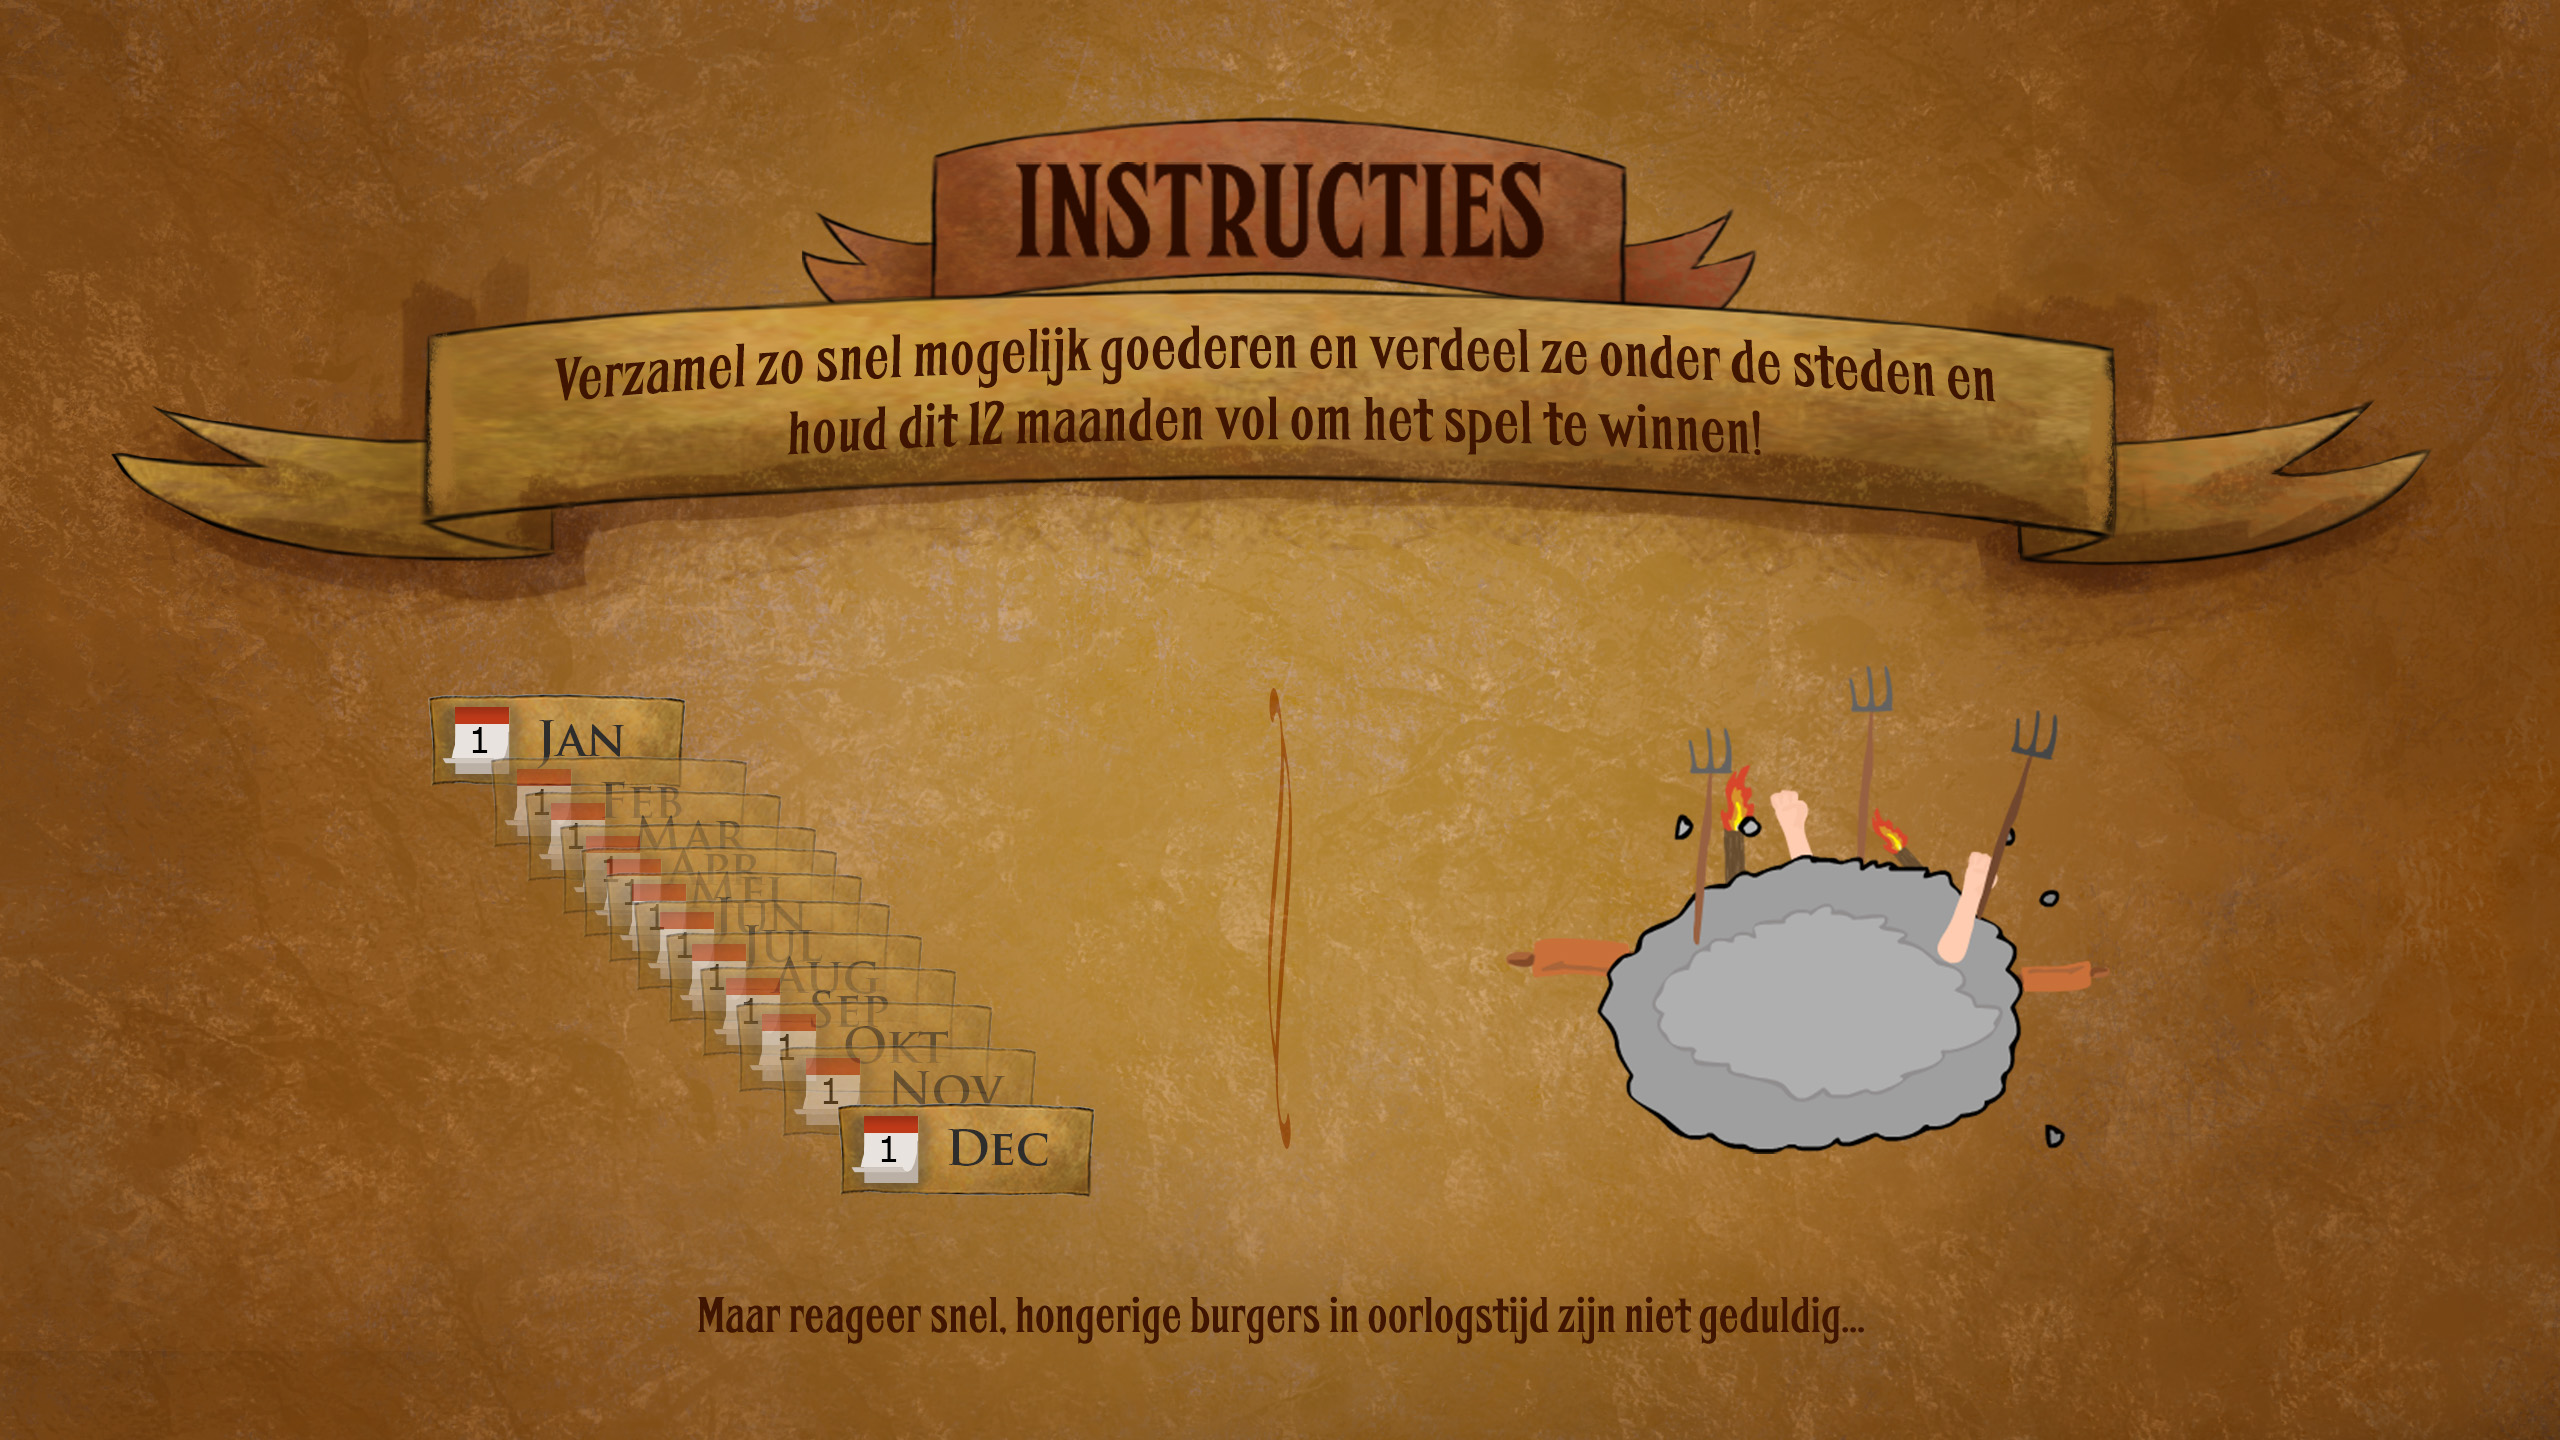 INSTRUCTIES
Verzamel zo snel mogelijk goederen en verdeel ze onder de steden en
houd dit 12 maanden vol om het spel te winnen!
1 JAN
1 FEB
1 MAR
1 APR
1 MEI
1 JUN
1 JUL
1 AUG
1 SEP
1 OKT
1 NOV
1 DEC
Maar reageer snel, hongerige burgers in oorlogstijd zijn niet geduldig...